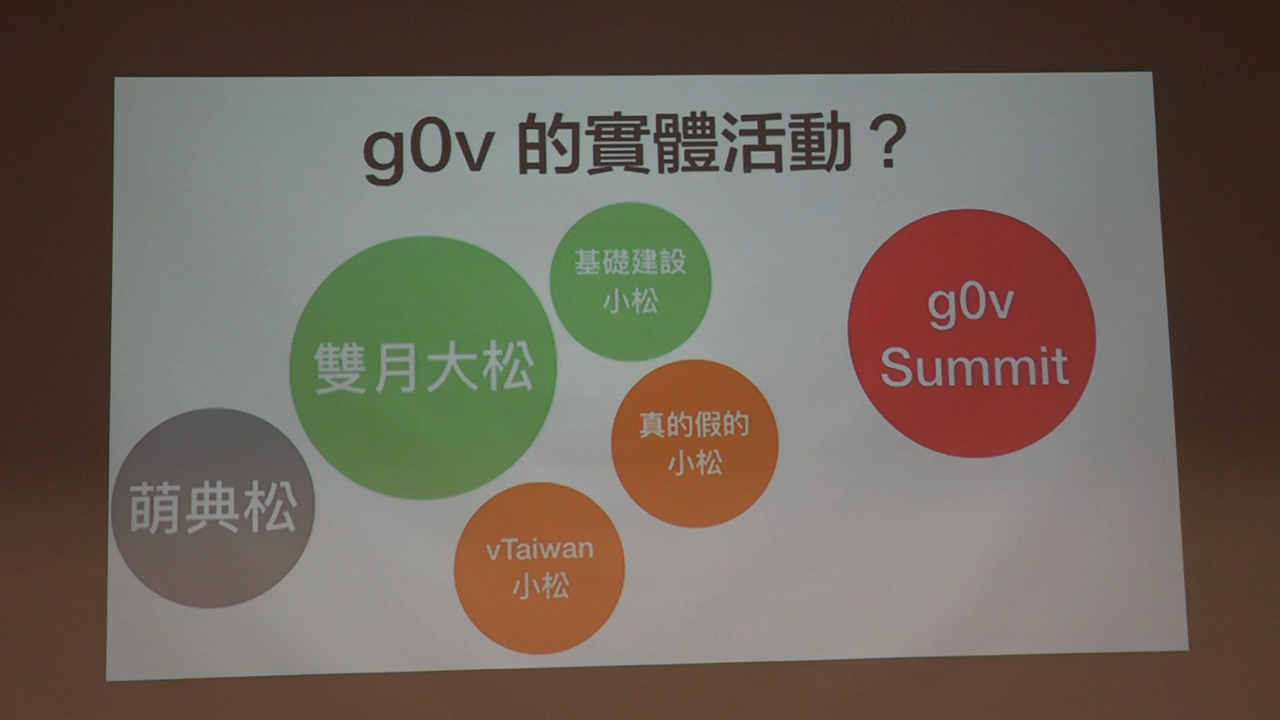 g0v 的實體活動？
基礎建設
小松
雙月大松
g0v
Summit
真的假的
小松
萌典松
vTaiwan
小松